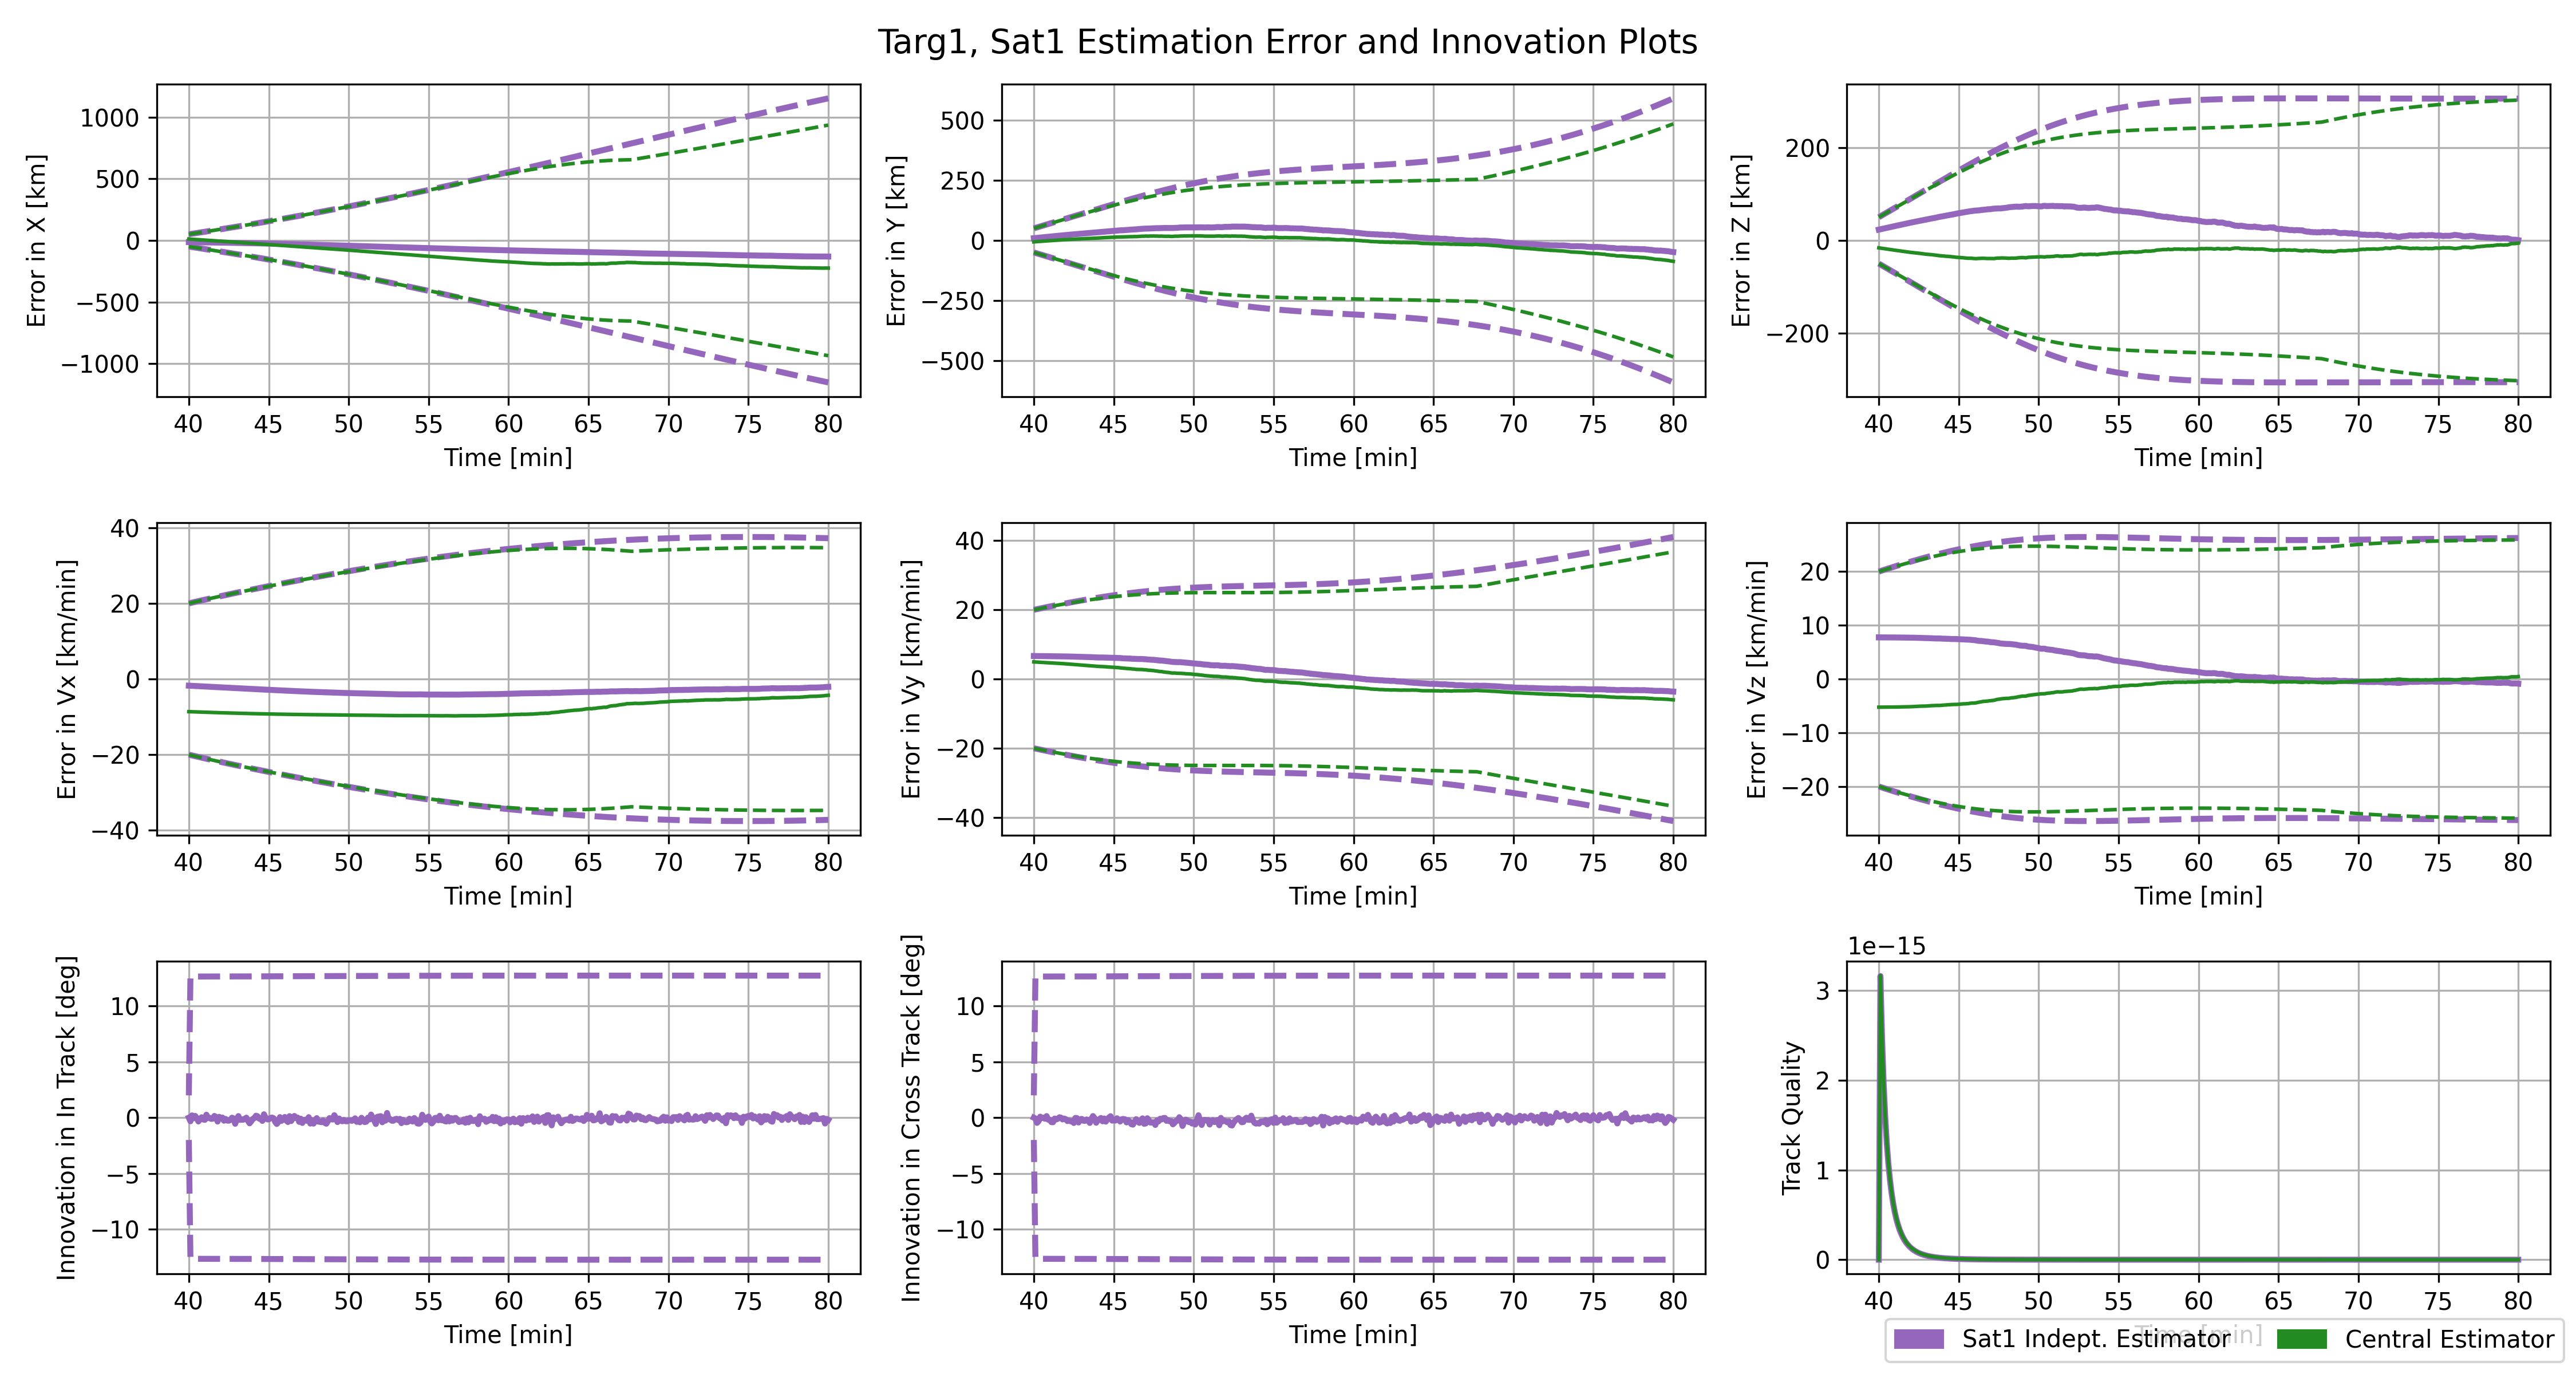 Targ1, Sat1 Estimation Error and Innovation Plots
Error in X [km]
1000
500
0
−500
−1000
40 45 50 55 60 65 70 75 80
Time [min]
Error in Y [km]
500
250
0
−250
−500
40 45 50 55 60 65 70 75 80
Time [min]
Error in Z [km]
200
0
−200
40 45 50 55 60 65 70 75 80
Time [min]
Error in Vx [km/min]
40
20
0
−20
−40
40 45 50 55 60 65 70 75 80
Time [min]
Error in Vy [km/min]
40
20
0
−20
−40
40 45 50 55 60 65 70 75 80
Time [min]
Error in Vz [km/min]
20
10
0
−10
−20
40 45 50 55 60 65 70 75 80
Time [min]
Innovation in In Track [deg]
10
5
0
−5
−10
40 45 50 55 60 65 70 75 80
Time [min]
Innovation in Cross Track [deg]
10
5
0
−5
−10
40 45 50 55 60 65 70 75 80
Time [min]
1e−15
Track Quality
3
2
1
0
40 45 50 55 60 65 70 75 80
Time [min]
Sat1 Indept. Estimator
Central Estimator